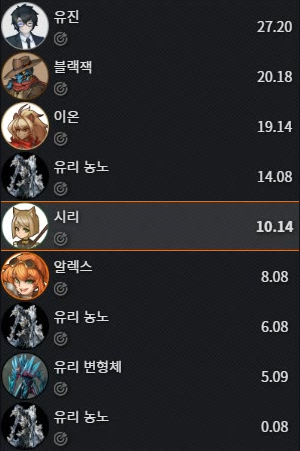 유진
27.20
블랙잭
20.18
이온
19.14
유리 농노
14.08
시리
10.14
알렉스
8.08
유리 농노
6.08
유리 변형체
5.09
유리 농노
0.08